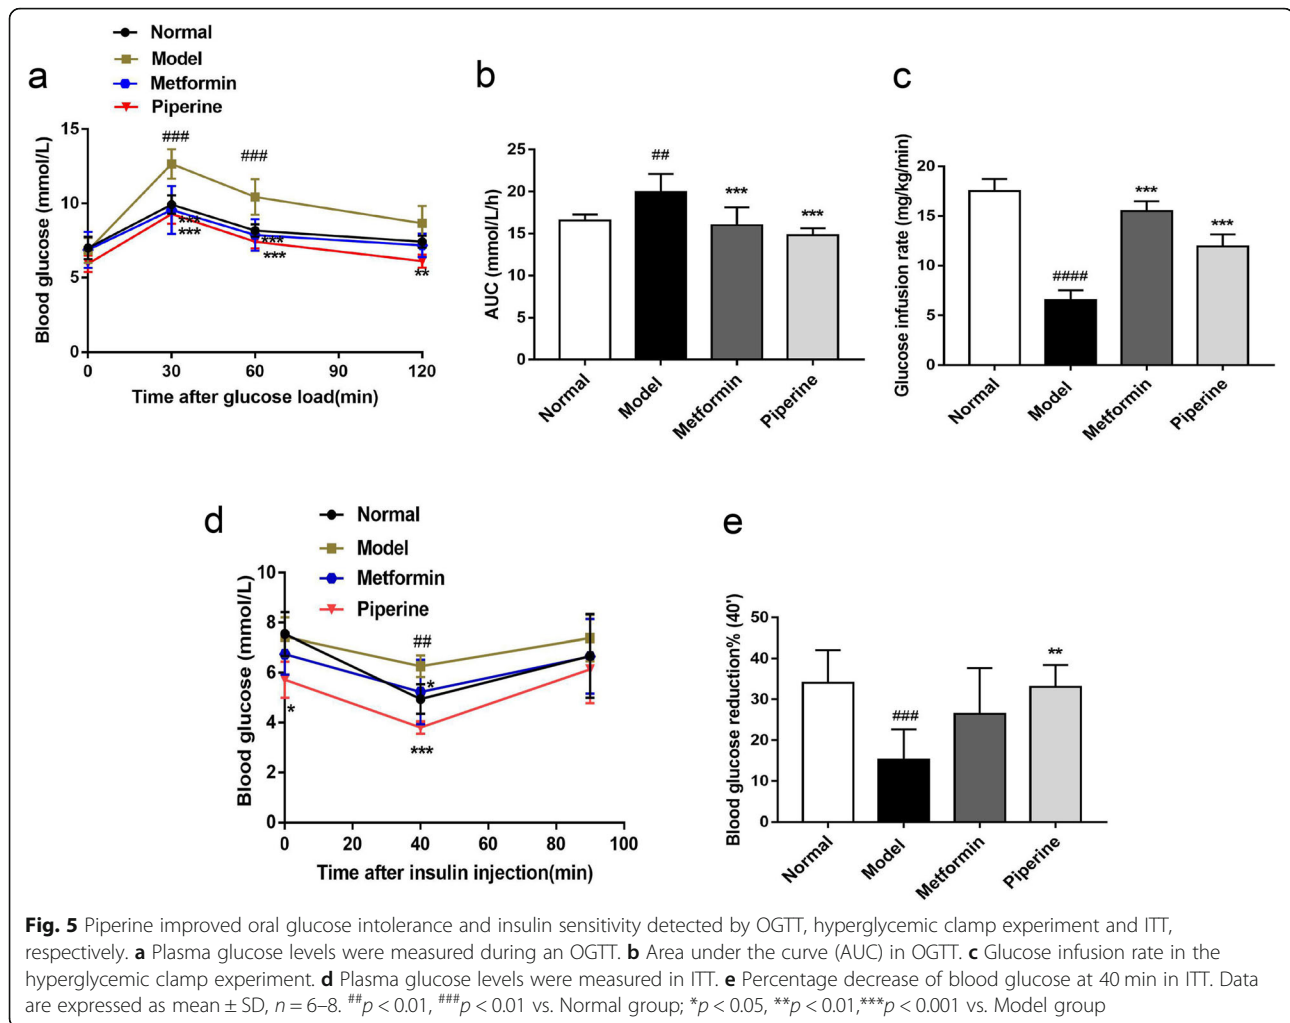 a
Normal
Model
Metformin
Piperine
Blood glucose (mmol/L)
15
10
5
0
###
###
***
***
***
***
**
0 30 60 90 120
Time after glucose load(min)
b
AUC (mmol/L/h)
25
20
15
10
5
0
##
***
***
Normal
Model
Metformin
Piperine
c
Glucose infusion rate (mg/kg/min)
20
15
10
5
0
####
***
***
Normal
Model
Metformin
Piperine
d
Normal
Model
Metformin
Piperine
Blood glucose (mmol/L)
10
8
6
4
2
0
##
*
*
***
0 20 40 60 80 100
Time after insulin injection(min)
e
Blood glucose reduction% (40')
50
40
30
20
10
0
###
**
Normal
Model
Metformin
Piperine
Fig. 5 Piperine improved oral glucose intolerance and insulin sensitivity detected by OGTT, hyperglycemic clamp experiment and ITT,
respectively. a Plasma glucose levels were measured during an OGTT. b Area under the curve (AUC) in OGTT. c Glucose infusion rate in the
hyperglycemic clamp experiment. d Plasma glucose levels were measured in ITT. e Percentage decrease of blood glucose at 40 min in ITT. Data
are expressed as mean ± SD, n = 6–8. ##p < 0.01, ###p < 0.01 vs. Normal group; *p < 0.05, **p < 0.01,***p < 0.001 vs. Model group